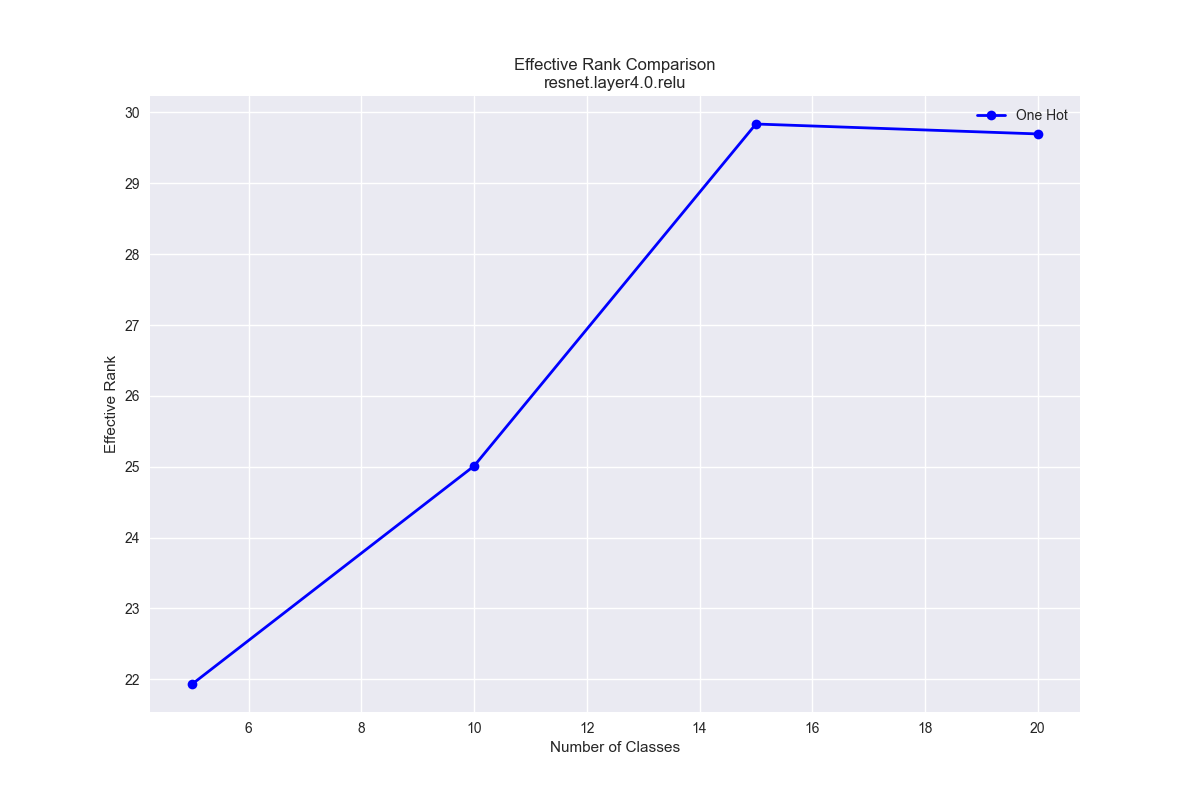 Effective Rank Comparison
resnet.layer4.0.relu
One Hot
30
29
28
27
26
25
24
23
22
Effective Rank
6 8 10 12 14 16 18 20
Number of Classes